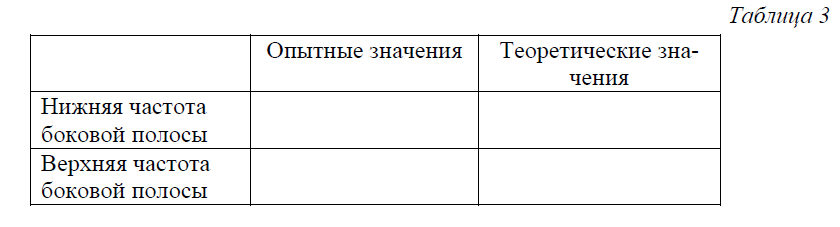 Таблица 3
Опытные значения
Теоретические зна-
чения
Нижняя частота
боковой полосы
Верхняя частота
боковой полосы